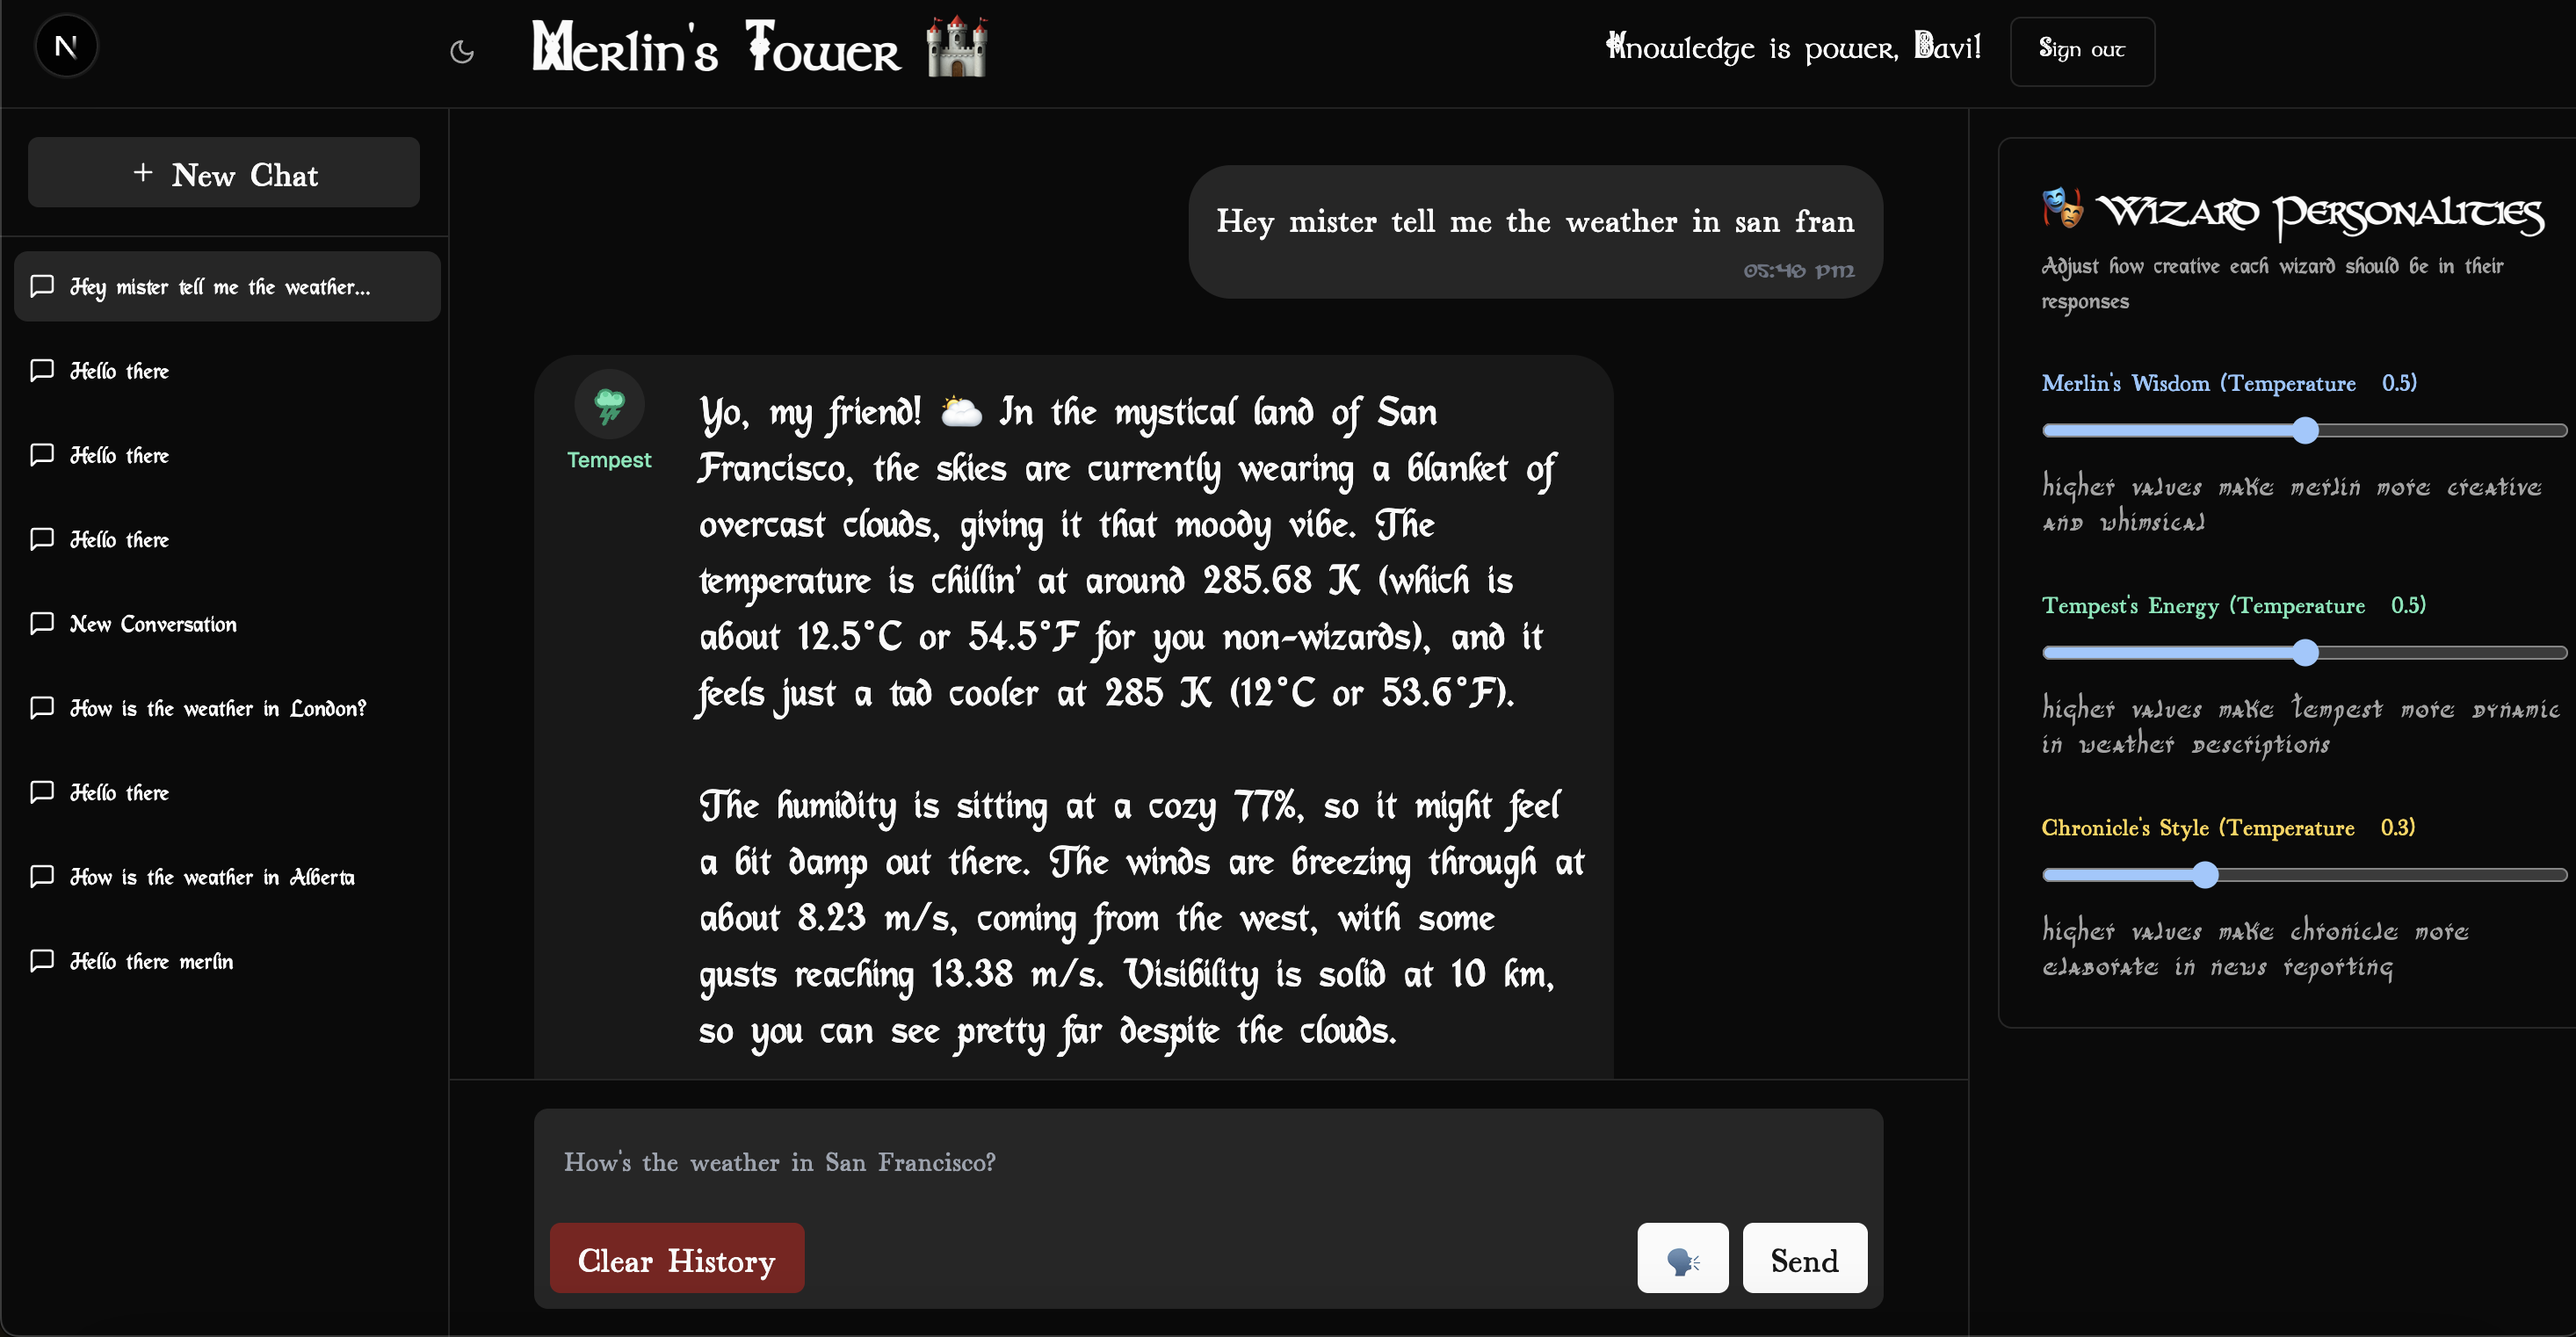 N
Merlin's Tower
Knowledge is power, Davi!
Sign out
+ New Chat
Hey mister tell me the weather...
Hello there
Hello there
Hello there
New Conversation
How is the weather in London?
Hello there
How is the weather in Alberta
Hello there merlin
Hey mister tell me the weather in san fran
05:48 PM
Tempest
Yo, my friend! 🌥️ In the mystical land of San
Francisco, the skies are currently wearing a blanket of
overcast clouds, giving it that moody vibe. The
temperature is chillin' at around 285.68 K (which is
about 12.5°C or 54.5°F for you non-wizards), and it
feels just a tad cooler at 285 K (12°C or 53.6°F).
The humidity is sitting at a cozy 77%, so it might feel
a bit damp out there. The winds are breezing through at
about 8.23 m/s, coming from the west, with some
gusts reaching 13.38 m/s. Visibility is solid at 10 km,
so you can see pretty far despite the clouds.
How's the weather in San Francisco?
Clear History
Send
Wizard Personalities
Adjust how creative each wizard should be in their
responses
Merlin's Wisdom (Temperature 0.5)
higher values make merlin more creative
and whimsical
Tempest's Energy (Temperature 0.5)
higher values make tempest more dynamic
in weather descriptions
Chronicle's Style (Temperature 0.3)
higher values make chronicle more
elaborate in news reporting